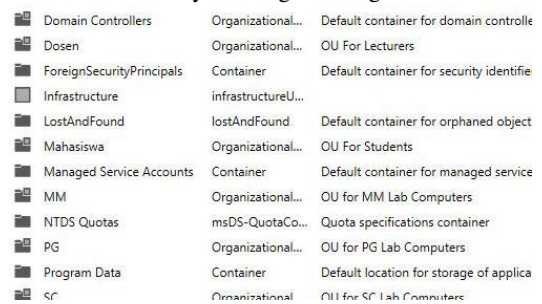 Domain Controllers Organizational... Default container for domain controlle
Dosen Organizational... OU For Lecturers
ForeignSecurityPrincipals Container Default container for security identifie
Infrastructure infrastructureU...
LostAndFound lostAndFound Default container for orphaned object
Mahasiswa Organizational... OU For Students
Managed Service Accounts Container Default container for managed service
MM Organizational... OU for MM Lab Computers
NTDS Quotas msDS-QuotaCo... Quota specifications container
PG Organizational... OU for PG Lab Computers
Program Data Container Default location for storage of applica
SC Organizational... OU for SC Lab Computers